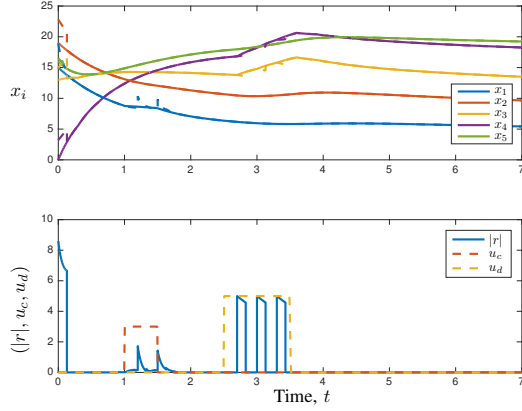 25
20
15
10
5
0
x_i
x_1
x_2
x_3
x_4
x_5
0 1 2 3 4 5 6 7
10
8
6
4
2
0
(|r|, u_c, u_d)
|r|
u_c
u_d
0 1 2 3 4 5 6 7
Time, t